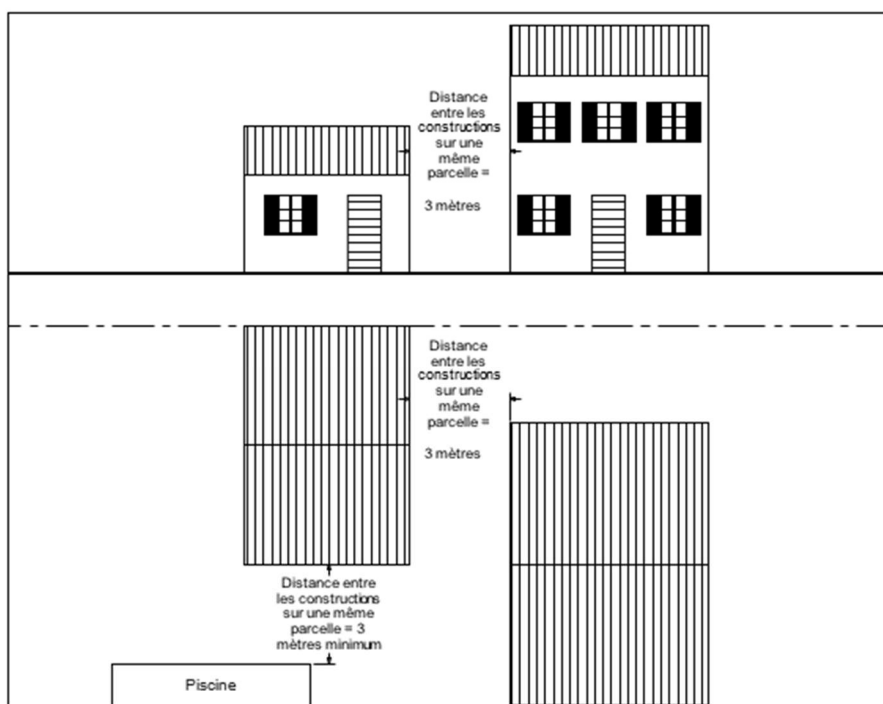 Distance
entre les
constructions
sur une
même
parcelle =
3 mètres
Distance
entre les
constructions
sur une
même
parcelle =
3 mètres
Distance entre
les constructions
sur une même
parcelle = 3
mètres minimum
Piscine